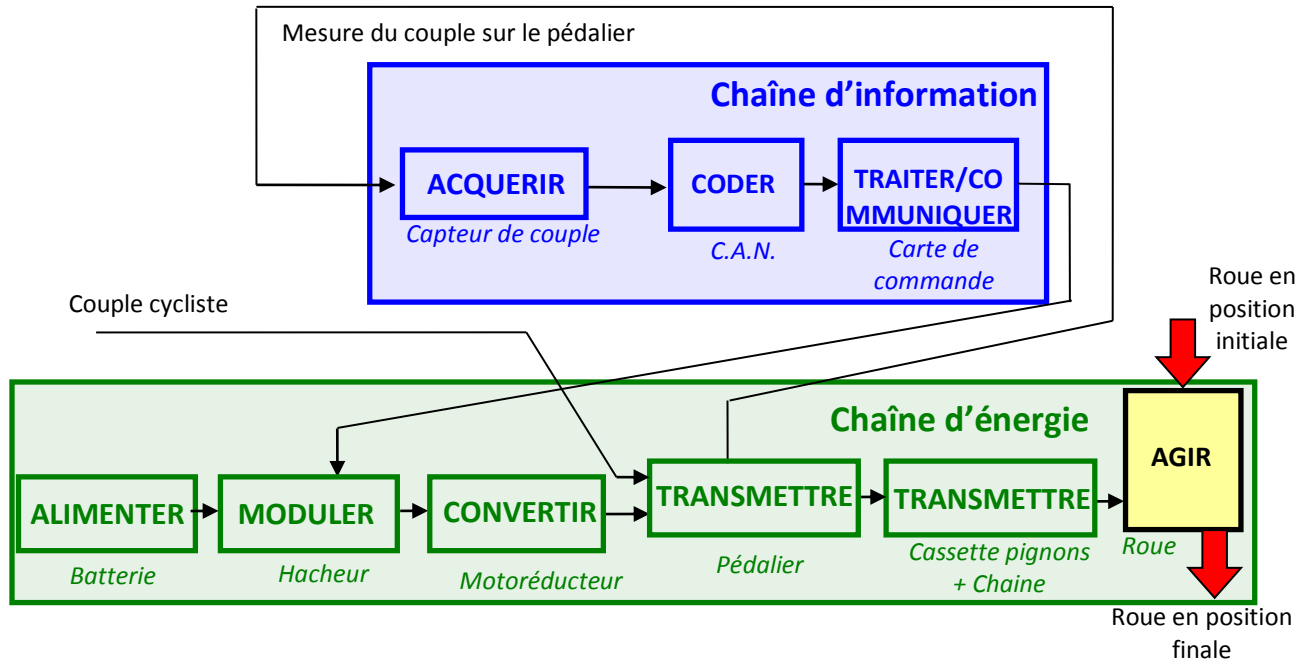 Mesure du couple sur le pédalier
Chaîne d’information
ACQUERIR
CODER
TRAITER/CO
MMUNIQUER
Capteur de couple
C.A.N.
Carte de
commande
Couple cycliste
Roue en
position
initiale
Chaîne d’énergie
AGIR
ALIMENTER
MODULER
CONVERTIR
TRANSMETTRE
TRANSMETTRE
Batterie
Hacheur
Motoréducteur
Pédalier
Cassette pignons
+ Chaine
Roue
Roue en position
finale